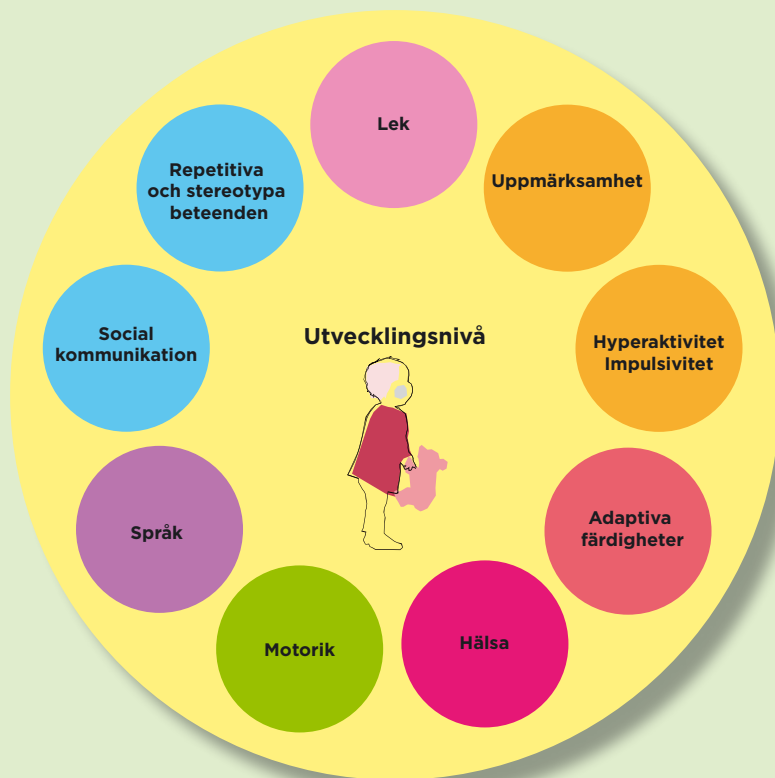 Lek
Uppmärksamhet
Repetitiva
och stereotypa
beteenden
Social
kommunikation
Utvecklingsnivå
Hyperaktivitet
Impulsivitet
Språk
Adaptiva
färdigheter
Motorik
Hälsa